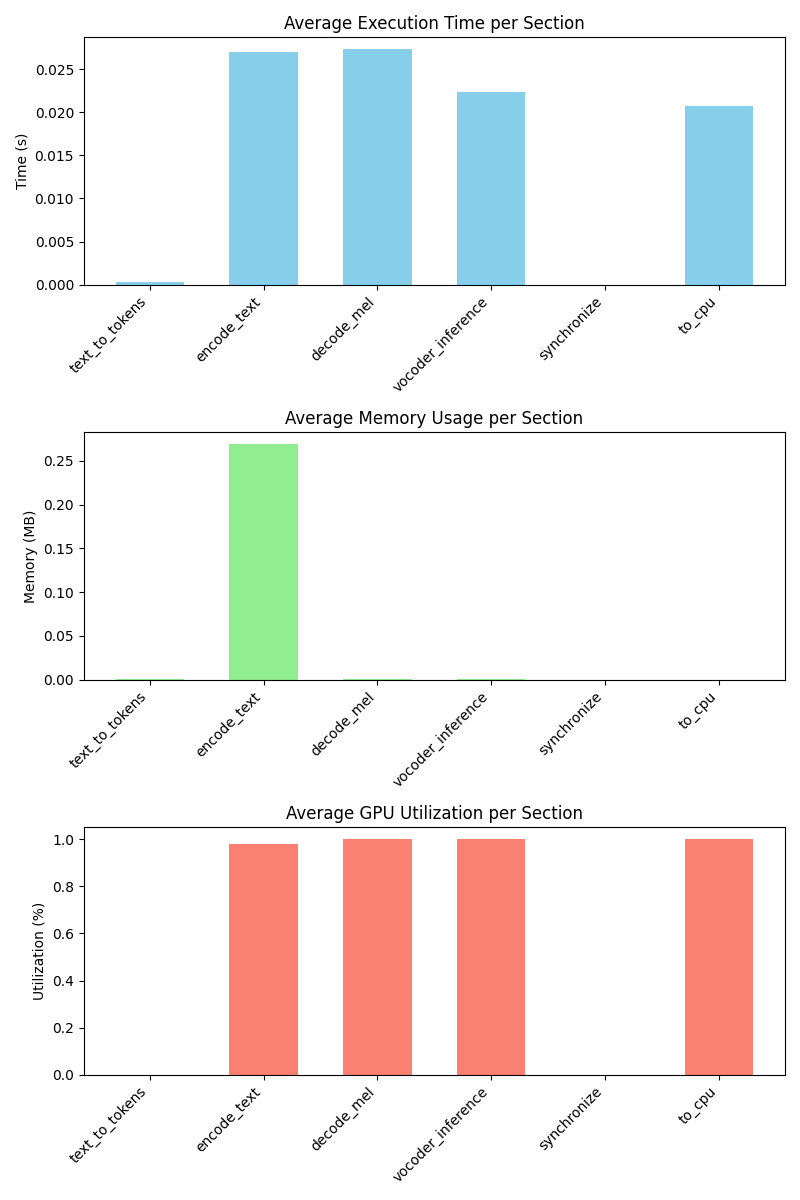 Average Execution Time per Section
Time (s)
0.025
0.020
0.015
0.010
0.005
0.000
text_to_tokens
encode_text
decode_mel
vocoder_inference
synchronize
to_cpu
Average Memory Usage per Section
Memory (MB)
0.25
0.20
0.15
0.10
0.05
0.00
text_to_tokens
encode_text
decode_mel
vocoder_inference
synchronize
to_cpu
Average GPU Utilization per Section
Utilization (%)
1.0
0.8
0.6
0.4
0.2
0.0
text_to_tokens
encode_text
decode_mel
vocoder_inference
synchronize
to_cpu